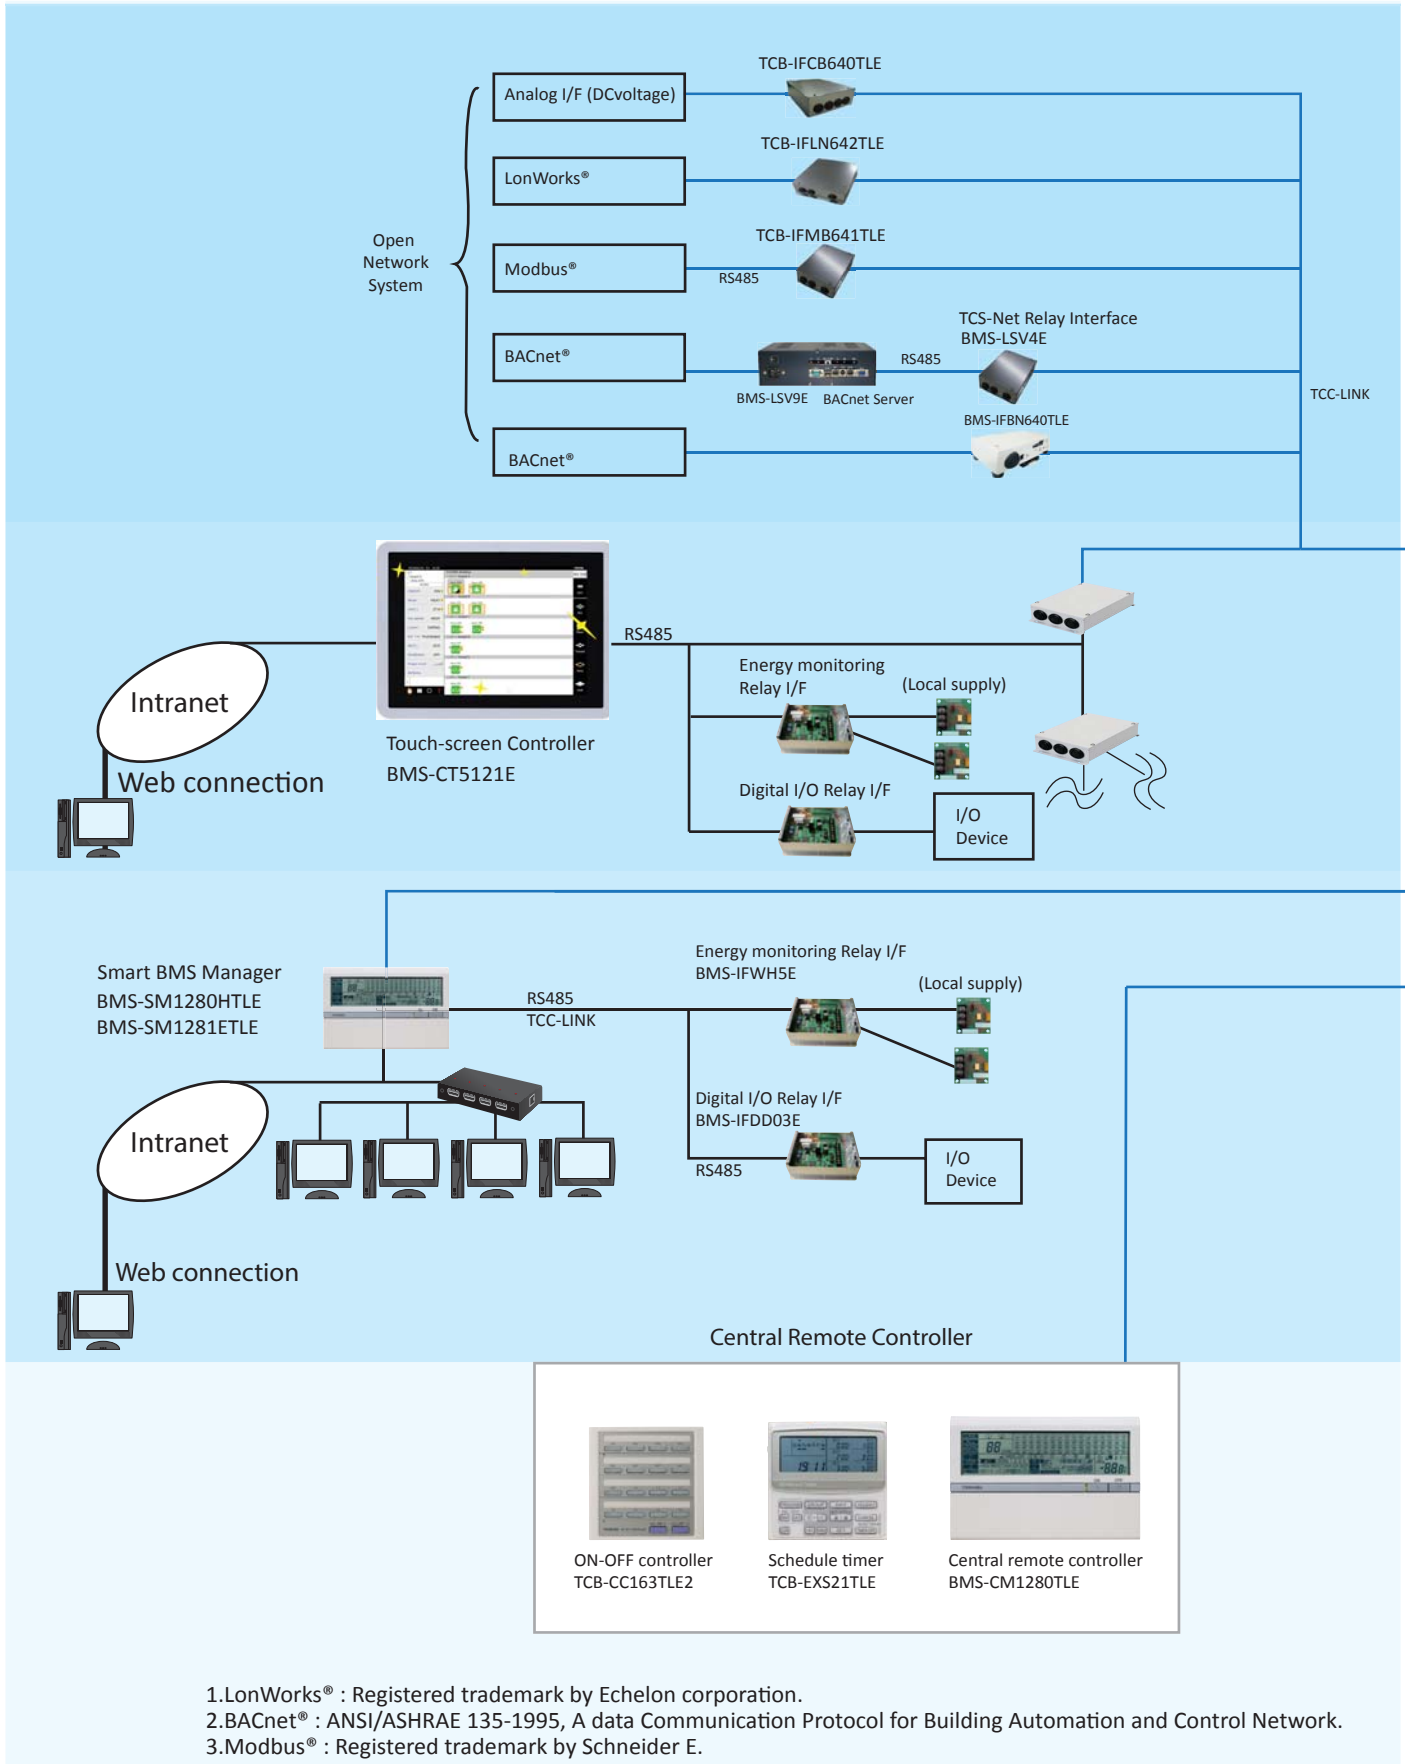 TCB-IFCB640TLE
Analog I/F (DCvoltage)
TCB-IFLN642TLE
LonWorks®
TCB-IFMB641TLE
Open
Network
System
Modbus®
RS485
TCS-Net Relay Interface
BMS-LSV4E
BACnet®
RS485
BMS-LSV9E
BACnet Server
TCC-LINK
BMS-IFBN640TLE
BACnet®
RS485
Energy monitoring
Relay I/F
(Local supply)
Intranet
Touch-screen Controller
BMS-CT5121E
Web connection
Digital I/O Relay I/F
I/O
Device
Energy monitoring Relay I/F
BMS-IFWH5E
(Local supply)
Smart BMS Manager
BMS-SM1280HTLE
BMS-SM1281ETLE
RS485
TCC-LINK
Digital I/O Relay I/F
BMS-IFDD03E
Intranet
RS485
I/O
Device
Web connection
Central Remote Controller
ON-OFF controller
TCB-CC163TLE2
Schedule timer
TCB-EXS21TLE
Central remote controller
BMS-CM1280TLE
1.LonWorks® : Registered trademark by Echelon corporation.
2.BACnet® : ANSI/ASHRAE 135-1995, A data Communication Protocol for Building Automation and Control Network.
3.Modbus® : Registered trademark by Schneider E.